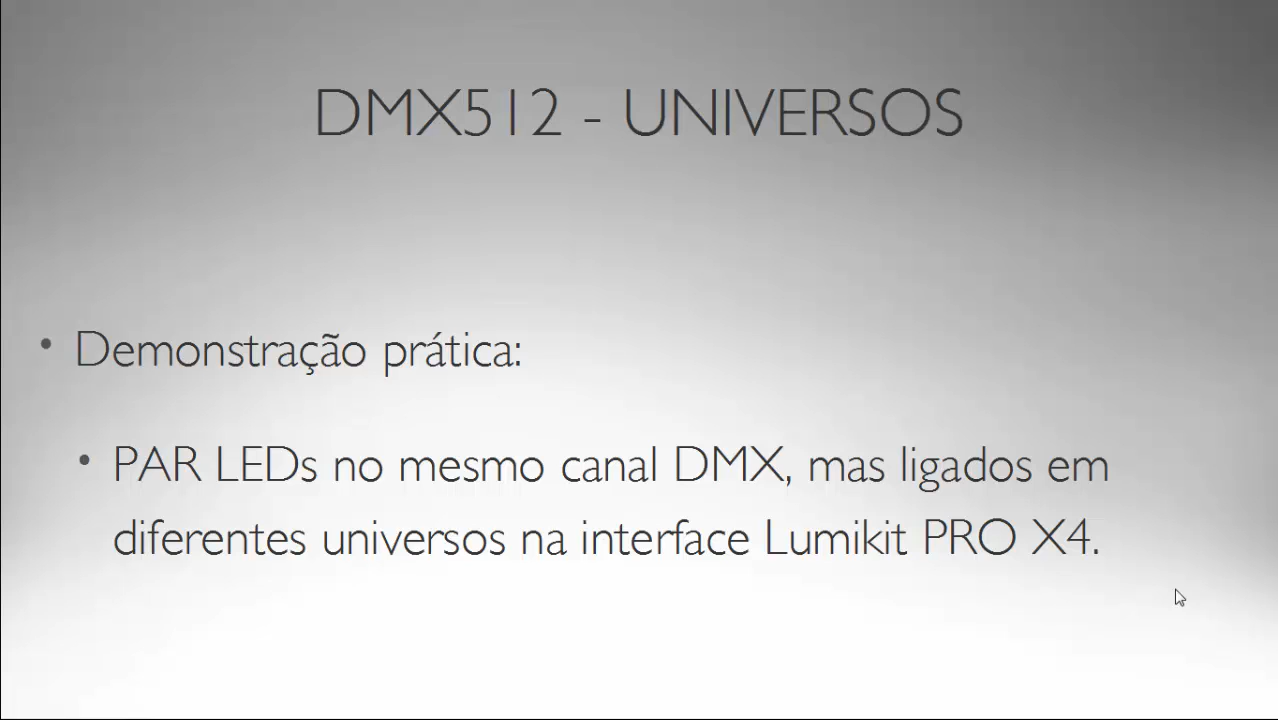 DMX512 - UNIVERSOS
• Demonstração prática:
• PAR LEDs no mesmo canal DMX, mas ligados em
diferentes universos na interface Lumikit PRO X4.